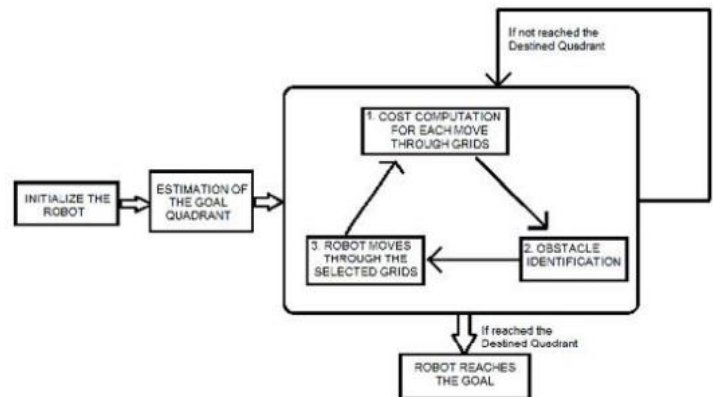 If not reached the
Destined Quadrant
1. COST COMPUTATION
FOR EACH MOVE
THROUGH GRIDS
INITIALIZE THE
ROBOT
ESTIMATION OF
THE GOAL
QUADRANT
3. ROBOT MOVES
THROUGH THE
SELECTED GRIDS
2. OBSTACLE
IDENTIFICATION
If reached the
Destined Quadrant
ROBOT REACHES
THE GOAL